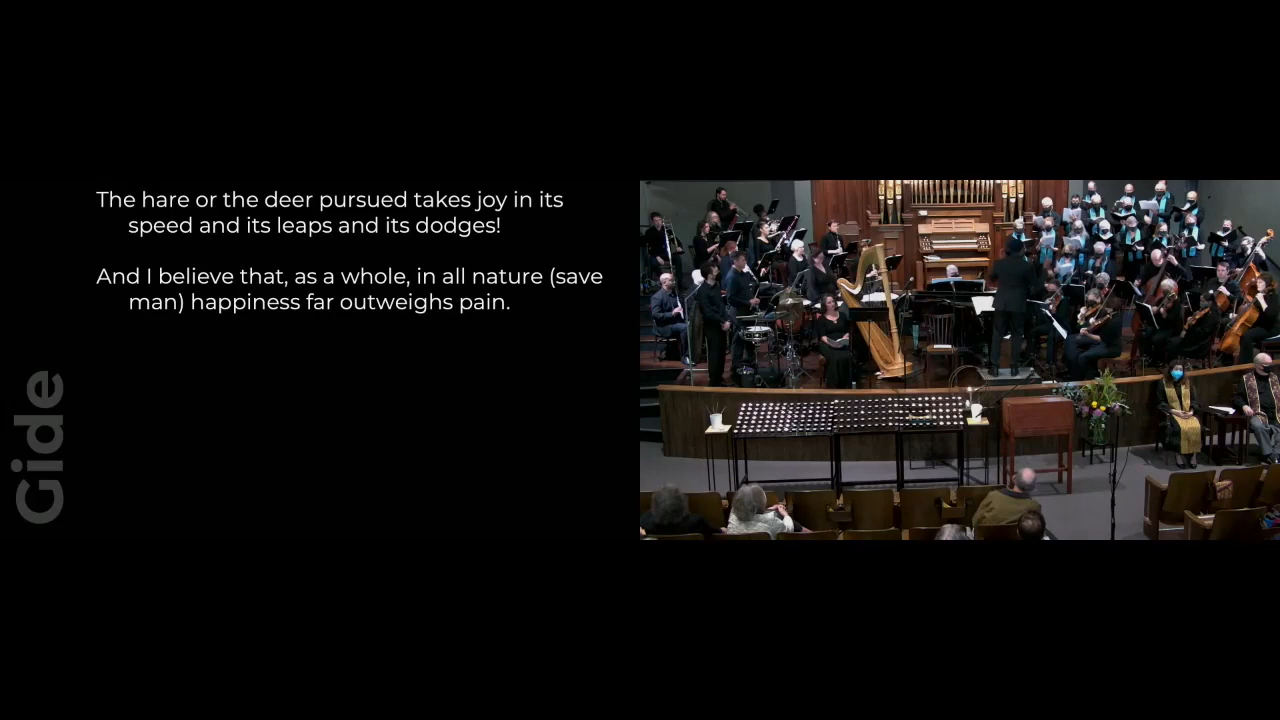 The hare or the deer pursued takes joy in its
speed and its leaps and its dodges!
And I believe that, as a whole, in all nature (save
man) happiness far outweighs pain.
Gide